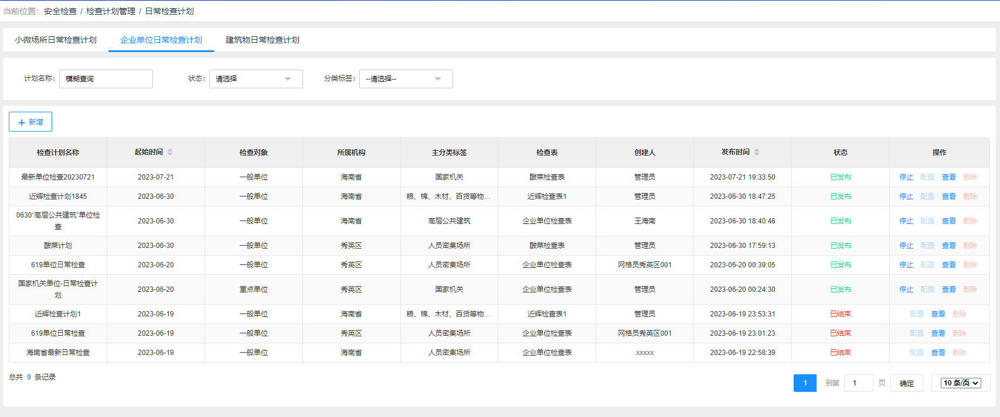 当前位置：安全检查 / 检查计划管理 / 日常检查计划
小微场所日常检查计划 企业单位日常检查计划 建筑物日常检查计划
计划名称: 模糊查询 状态: 请选择 分类标签: --请选择--
+ 新增
检查计划名称 起始时间 检查对象 所属机构 主分类标签 检查表 创建人 发布时间 状态 操作
最新单位检查20230721 2023-07-21 一般单位 海南省 国家机关 酸菜检查表 管理员 2023-07-21 19:33:50 已发布 停止 配置 查看 删除
近辉检查计划1845 2023-06-30 一般单位 海南省 粮、棉、木材、百货等物... 近辉检查表1 管理员 2023-06-30 18:47:25 已发布 停止 配置 查看 删除
0630“高层公共建筑”单位检
查 2023-06-30 一般单位 海南省 高层公共建筑 企业单位检查表 王海南 2023-06-30 18:40:46 已发布 停止 配置 查看 删除
酸菜计划 2023-06-30 一般单位 秀英区 人员密集场所 酸菜检查表 管理员 2023-06-30 17:59:13 已发布 停止 配置 查看 删除
619单位日常检查 2023-06-20 一般单位 秀英区 人员密集场所 企业单位检查表 网格员秀英区001 2023-06-20 00:39:05 已发布 停止 配置 查看 删除
国家机关单位-日常检查计
划 2023-06-20 重点单位 秀英区 国家机关 企业单位检查表 管理员 2023-06-20 00:24:30 已发布 停止 配置 查看 删除
近辉检查计划1 2023-06-19 一般单位 海南省 粮、棉、木材、百货等物... 近辉检查表1 管理员 2023-06-19 23:53:31 已结束 配置 查看 删除
619单位日常检查 2023-06-19 一般单位 秀英区 人员密集场所 企业单位检查表 网格员秀英区001 2023-06-19 23:01:23 已结束 配置 查看 删除
海南省最新日常检查 2023-06-19 一般单位 海南省 人员密集场所 企业单位检查表 xxxxx 2023-06-19 22:58:39 已结束 配置 查看 删除
总共 9 条记录
1 到第 1 页 确定 10 条/页